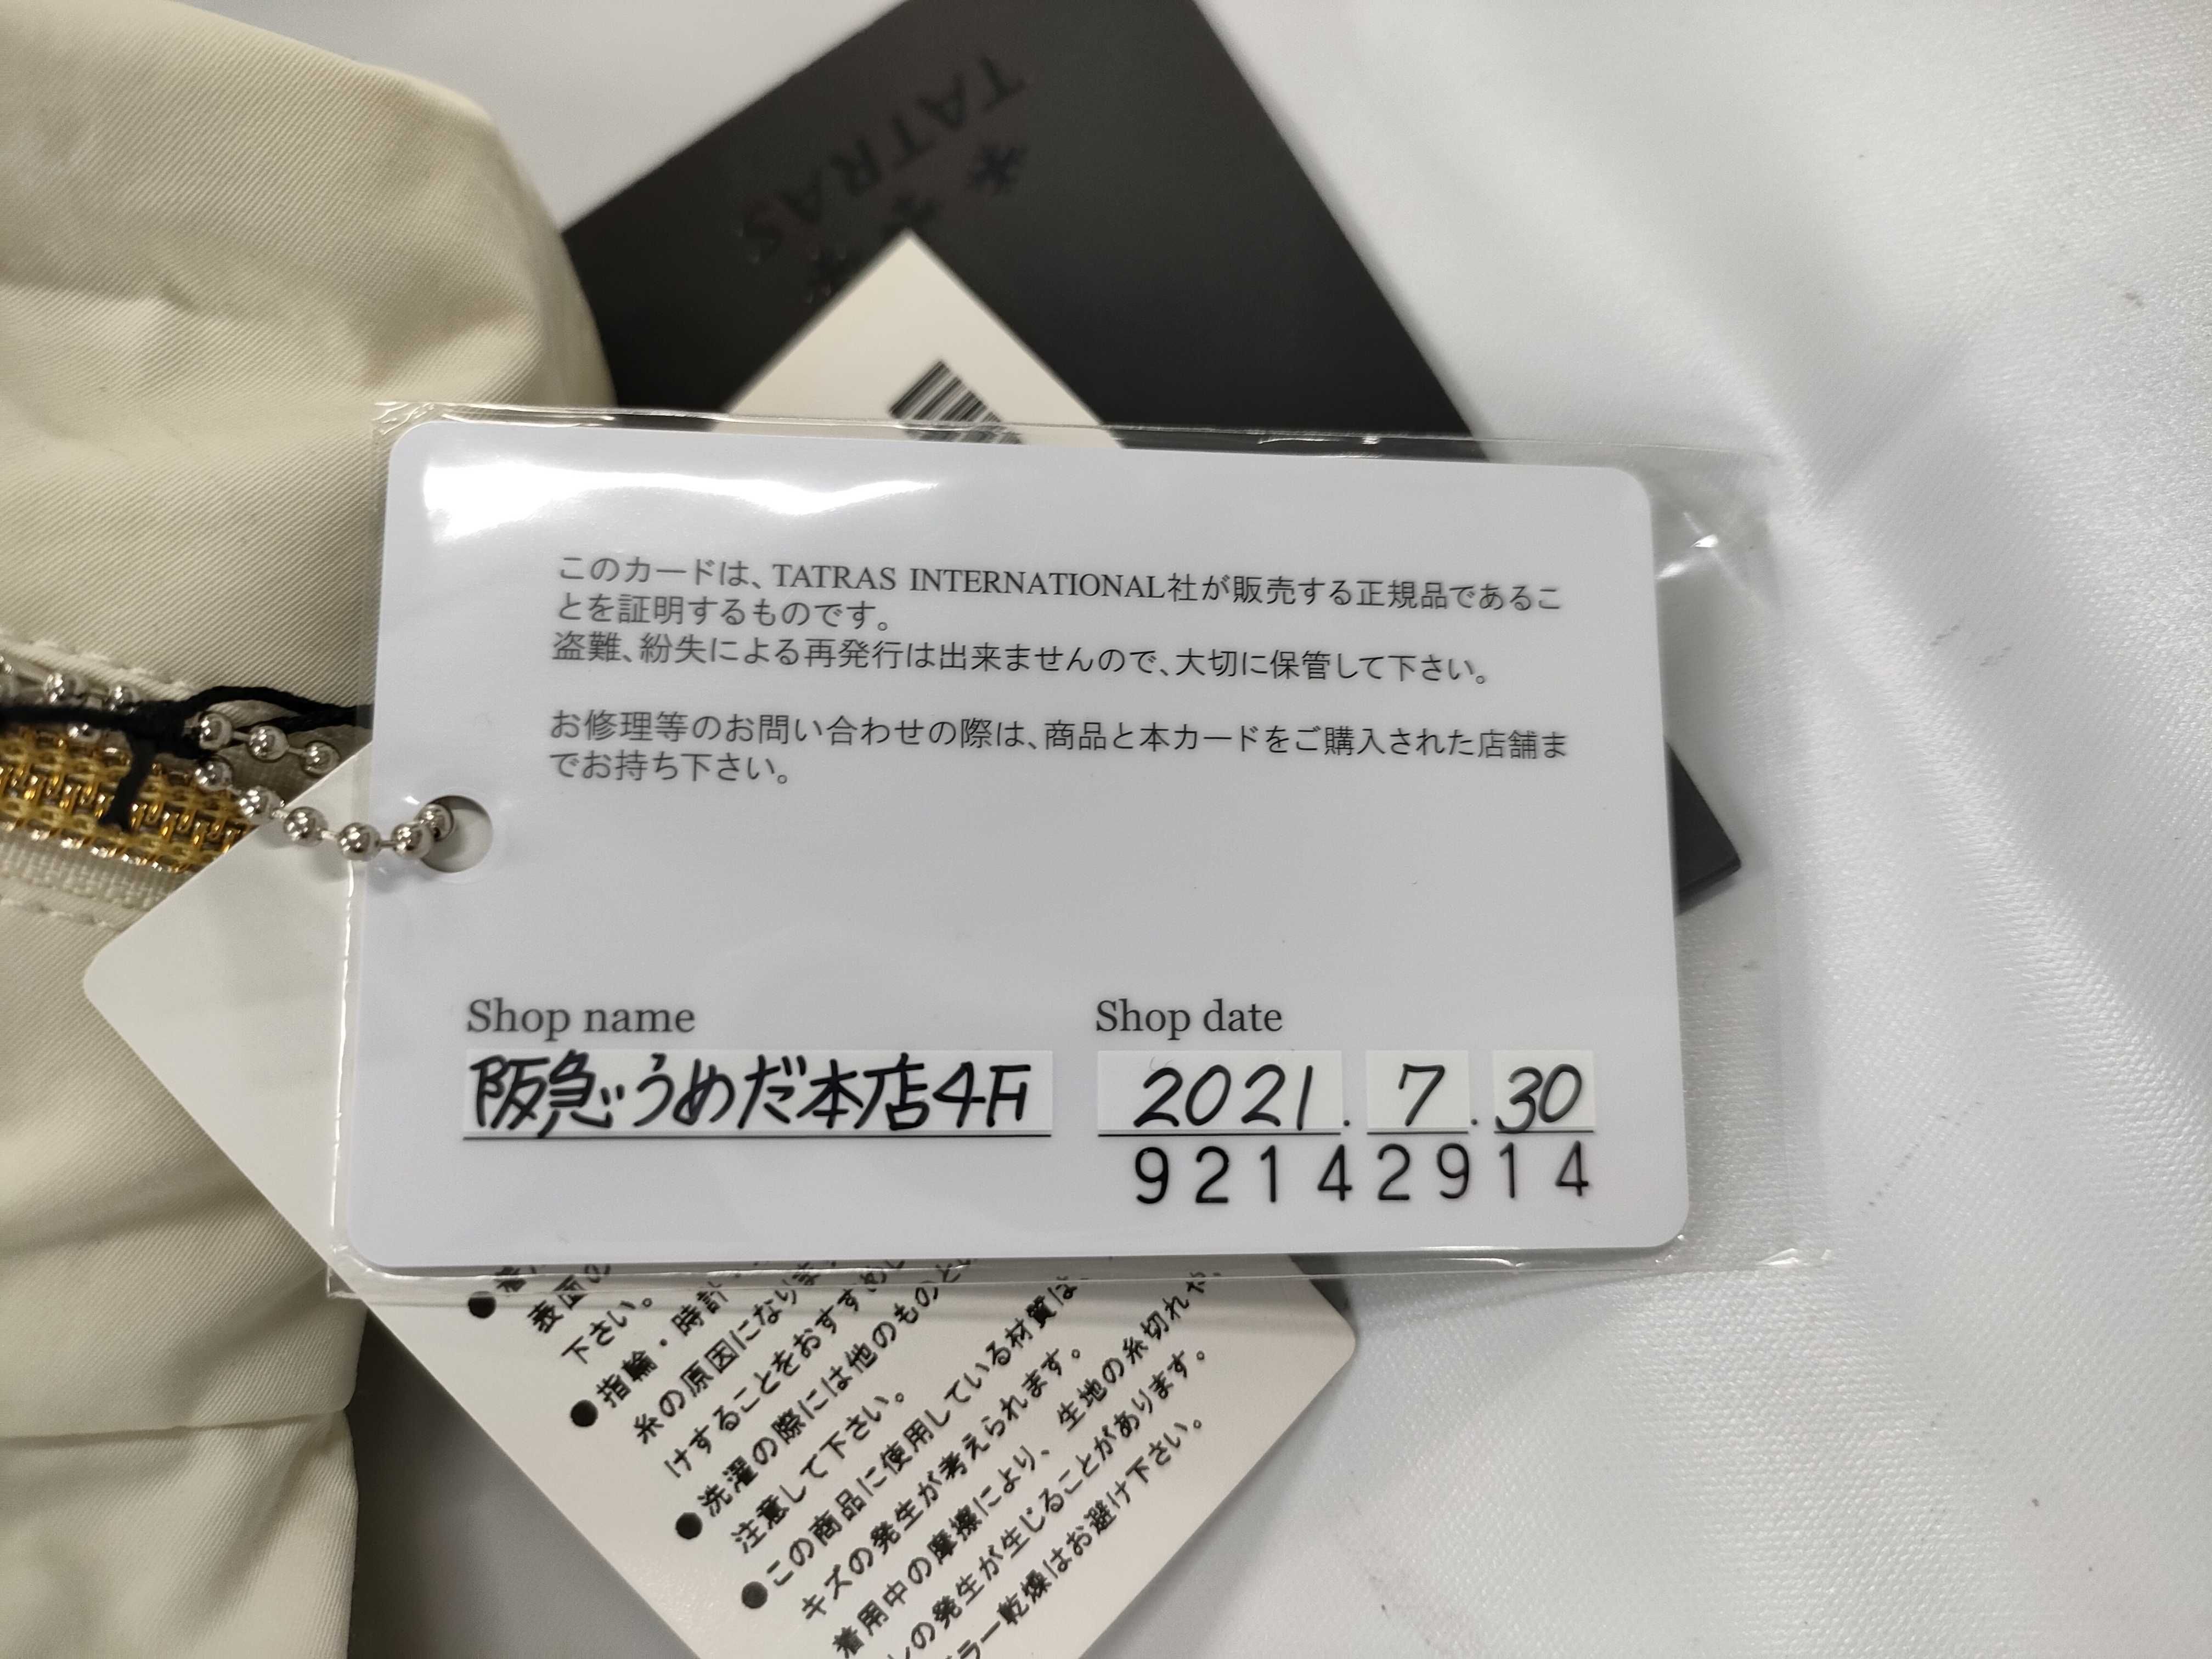 TATRAS
このカードは、TATRAS INTERNATIONAL社が販売する正規品であるこ
とを証明するものです。
盗難、紛失による再発行は出来ませんので、大切に保管して下さい。
お修理等のお問い合わせの際は、商品と本カードをご購入された店舗ま
でお持ち下さい。
Shop name
阪急うめだ本店4F
Shop date
2021. 7. 30
92142914
表面の
下さい。
●指輪・時計
糸の原因になりま
けすることをおすすめし
●洗濯の際には他のものと
注意して下さい。
●この商品に使用している材質は
キズの発生が考えられます。
着用中の摩擦により、生地の糸切れや
の発生が生じることがあります。
ラー乾燥はお避け下さい。